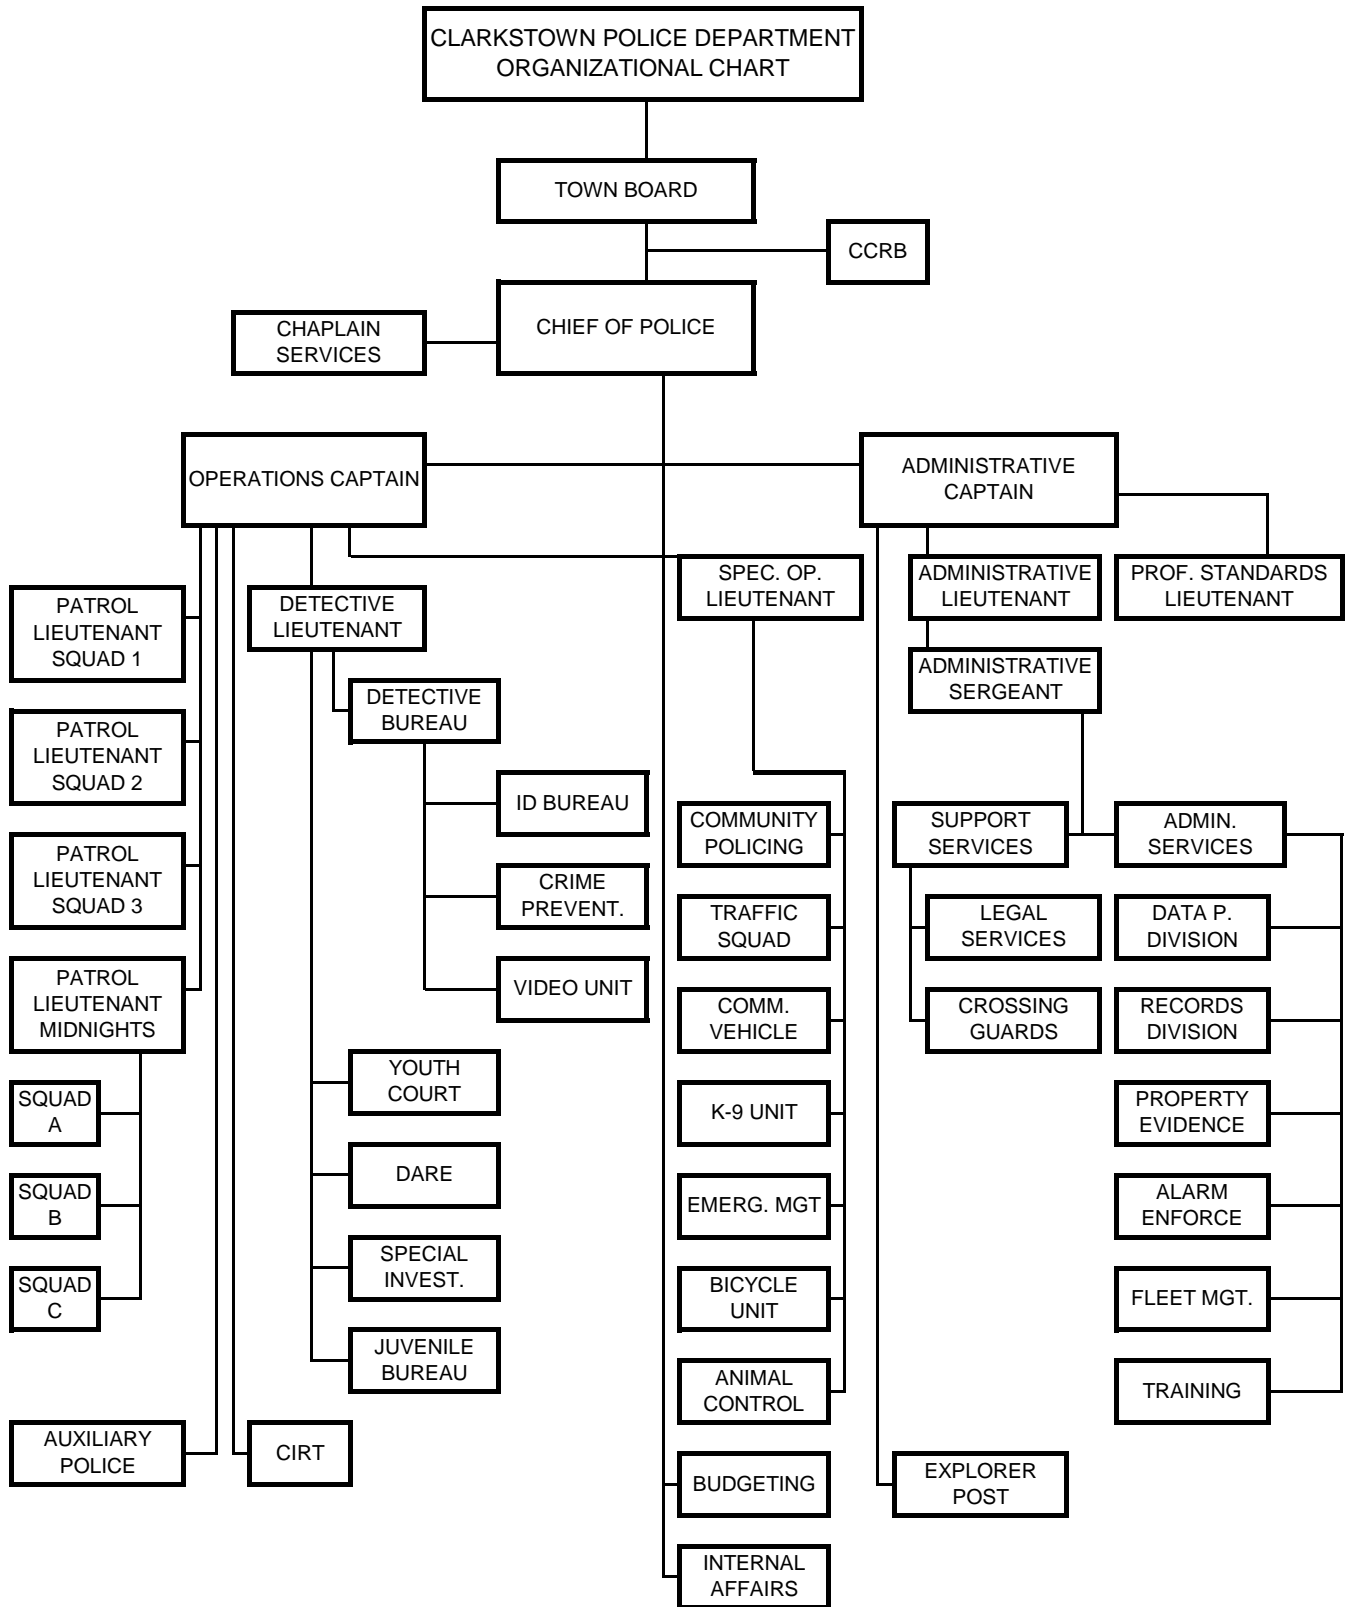 CLARKSTOWN POLICE DEPARTMENT
ORGANIZATIONAL CHART
TOWN BOARD
CCRB
CHIEF OF POLICE
CHAPLAIN
SERVICES
OPERATIONS CAPTAIN
ADMINISTRATIVE
CAPTAIN
PATROL
LIEUTENANT
SQUAD 1
DETECTIVE
LIEUTENANT
SPEC. OP.
LIEUTENANT
ADMINISTRATIVE
LIEUTENANT
PROF. STANDARDS
LIEUTENANT
ADMINISTRATIVE
SERGEANT
DETECTIVE
BUREAU
PATROL
LIEUTENANT
SQUAD 2
ID BUREAU
COMMUNITY
POLICING
SUPPORT
SERVICES
ADMIN.
SERVICES
PATROL
LIEUTENANT
SQUAD 3
CRIME
PREVENT.
TRAFFIC
SQUAD
LEGAL
SERVICES
DATA P.
DIVISION
PATROL
LIEUTENANT
MIDNIGHTS
VIDEO UNIT
COMM.
VEHICLE
CROSSING
GUARDS
RECORDS
DIVISION
SQUAD
A
YOUTH
COURT
K-9 UNIT
PROPERTY
EVIDENCE
SQUAD
B
DARE
EMERG. MGT
ALARM
ENFORCE
SQUAD
C
SPECIAL
INVEST.
BICYCLE
UNIT
FLEET MGT.
JUVENILE
BUREAU
ANIMAL
CONTROL
TRAINING
AUXILIARY
POLICE
CIRT
BUDGETING
EXPLORER
POST
INTERNAL
AFFAIRS